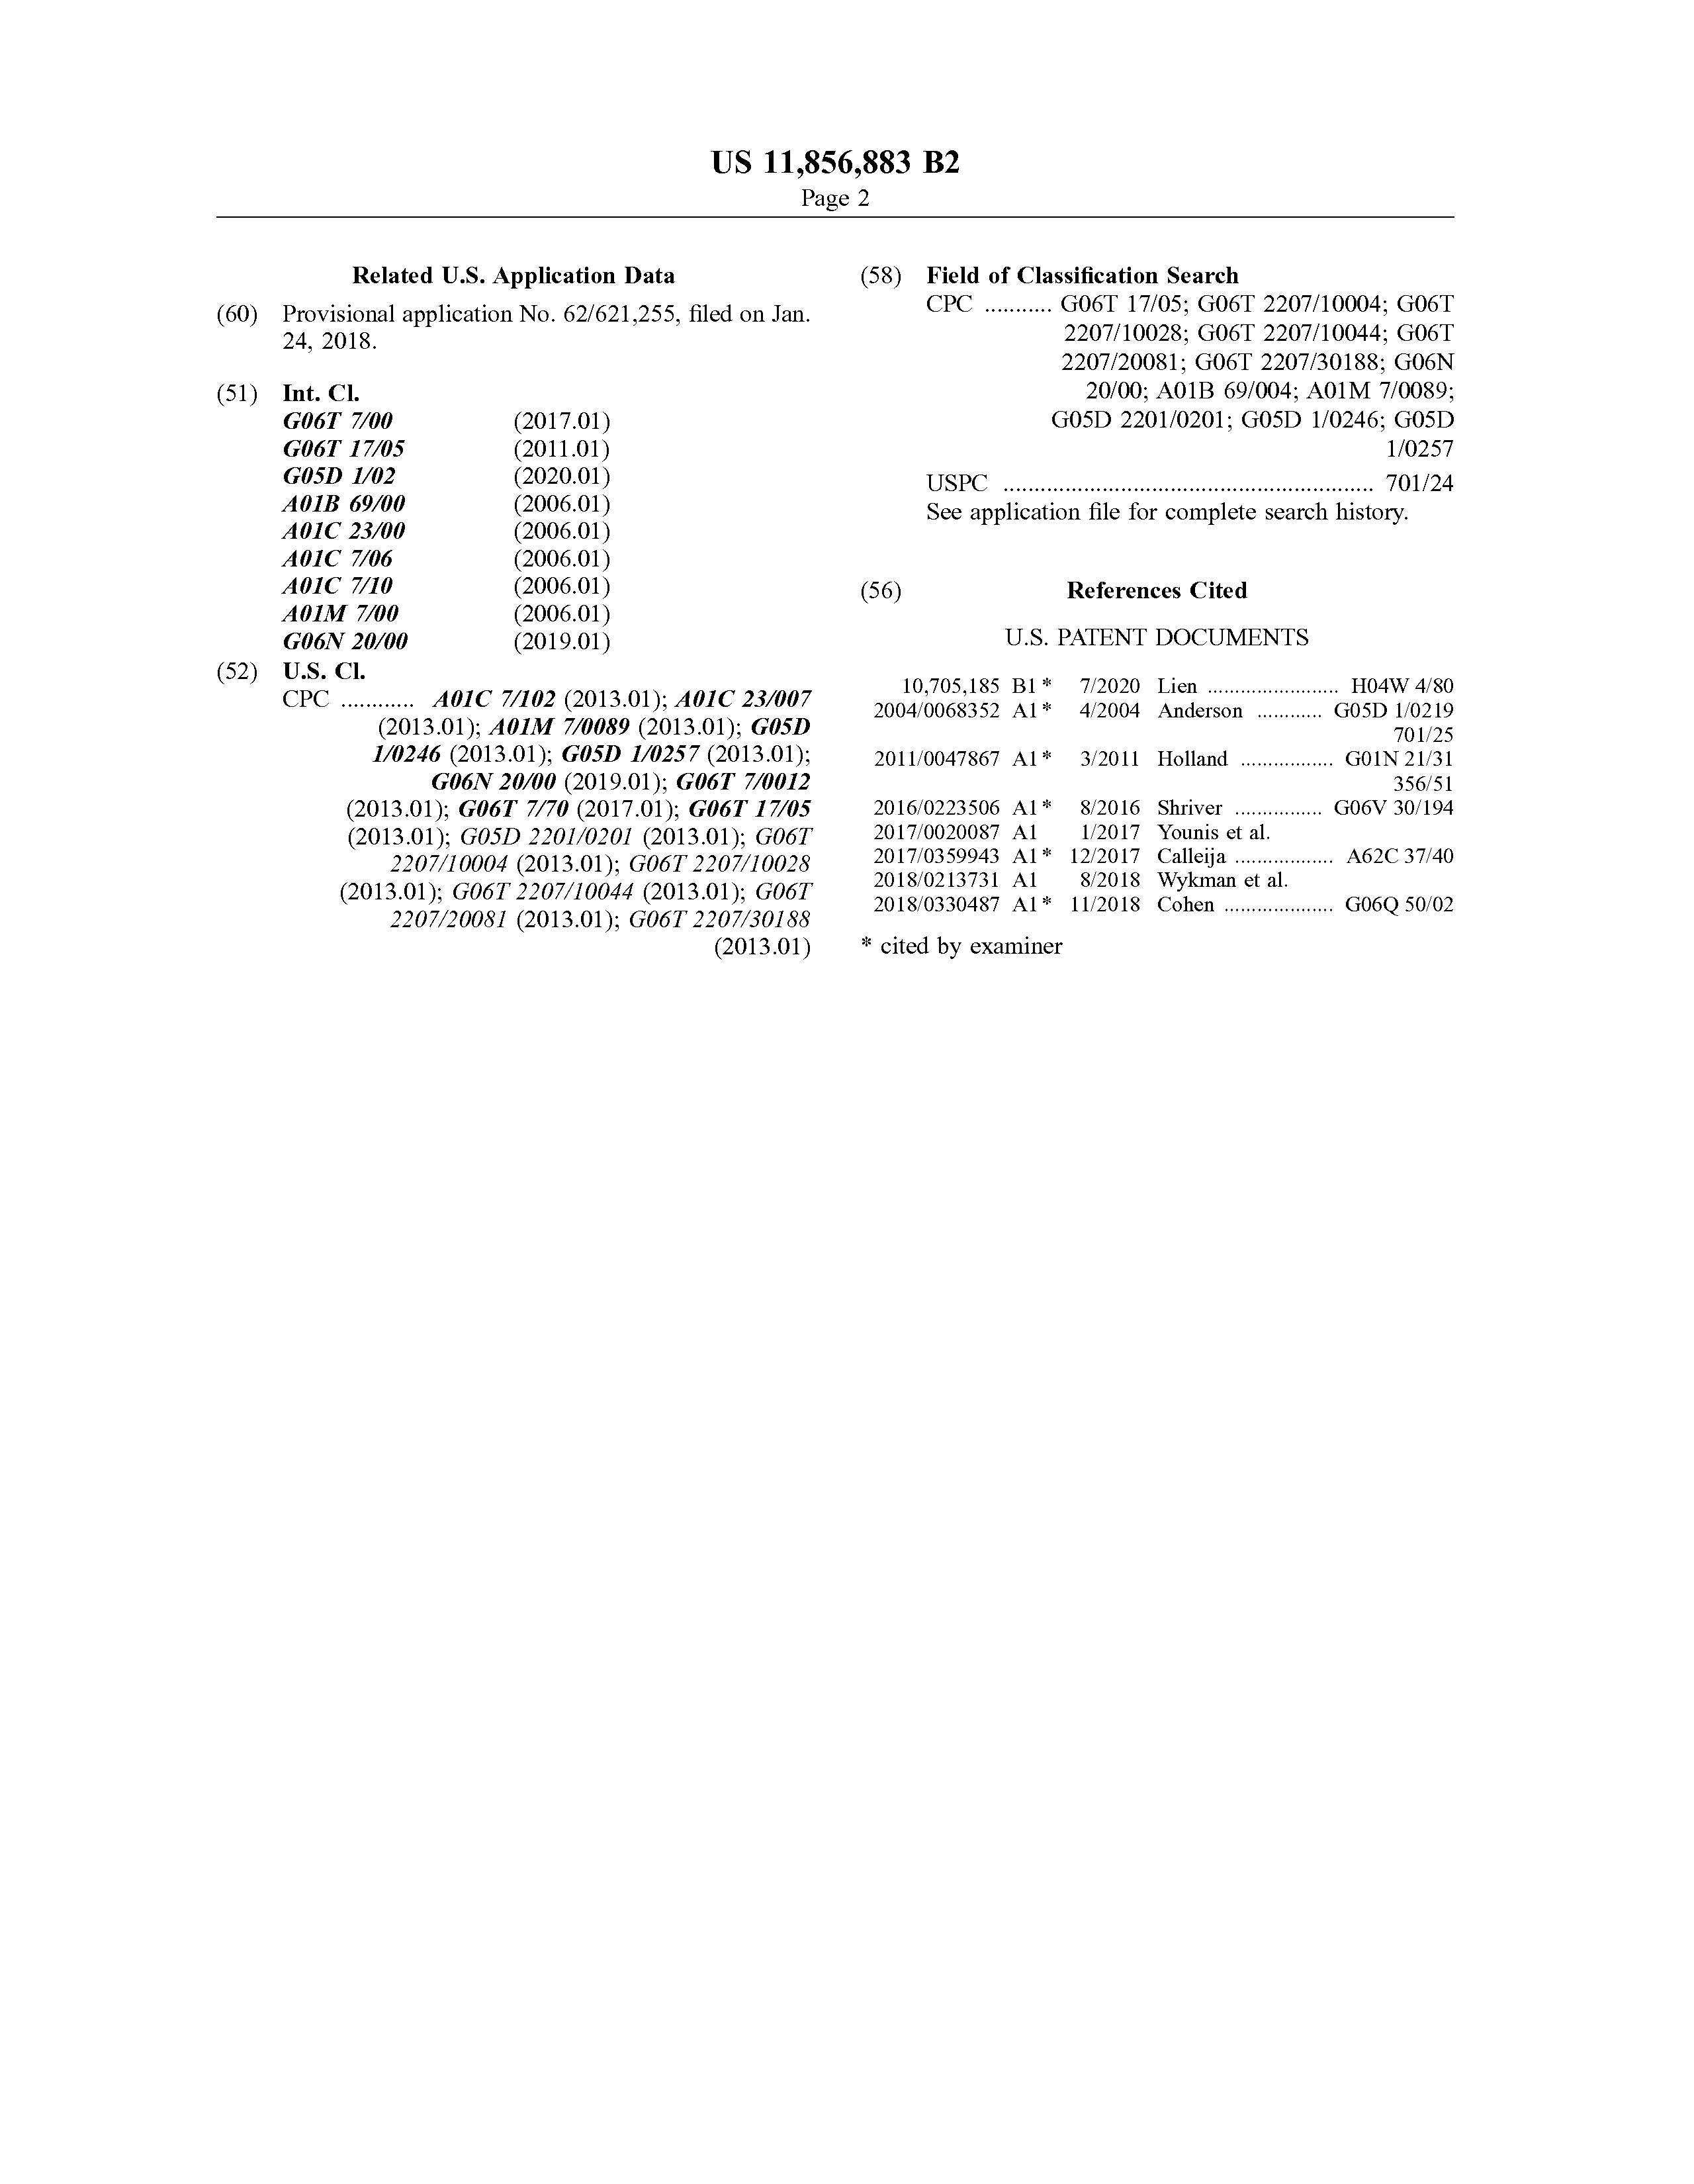 US 11,856,883 B2
Page 2
Related U.S. Application Data
(60) Provisional application No. 62/621,255, filed on Jan.
24, 2018.
(51) Int. Cl.
G06T 7/00 (2017.01)
G06T 17/05 (2011.01)
G05D 1/02 (2020.01)
A01B 69/00 (2006.01)
A01C 23/00 (2006.01)
A01C 7/06 (2006.01)
A01C 7/10 (2006.01)
A01M 7/00 (2006.01)
G06N 20/00 (2019.01)
(52) U.S. Cl.
CPC ............ A01C 7/102 (2013.01); A01C 23/007
(2013.01); A01M 7/0089 (2013.01); G05D
1/0246 (2013.01); G05D 1/0257 (2013.01);
G06N 20/00 (2019.01); G06T 7/0012
(2013.01); G06T 7/70 (2017.01); G06T 17/05
(2013.01); G05D 2201/0201 (2013.01); G06T
2207/10004 (2013.01); G06T 2207/10028
(2013.01); G06T 2207/10044 (2013.01); G06T
2207/20081 (2013.01); G06T 2207/30188
(2013.01)
(58) Field of Classification Search
CPC ........... G06T 17/05; G06T 2207/10004; G06T
2207/10028; G06T 2207/10044; G06T
2207/20081; G06T 2207/30188; G06N
20/00; A01B 69/004; A01M 7/0089;
G05D 2201/0201; G05D 1/0246; G05D
1/0257
USPC ............................................................ 701/24
See application file for complete search history.
(56) References Cited
U.S. PATENT DOCUMENTS
10,705,185 B1 * 7/2020 Lien ........................ H04W 4/80
2004/0068352 A1 * 4/2004 Anderson ............ G05D 1/0219
701/25
2011/0047867 A1 * 3/2011 Holland ................. G01N 21/31
356/51
2016/0223506 A1 * 8/2016 Shriver ................ G06V 30/194
2017/0020087 A1 1/2017 Younis et al.
2017/0359943 A1 * 12/2017 Calleija .................. A62C 37/40
2018/0213731 A1 8/2018 Wykman et al.
2018/0330487 A1 * 11/2018 Cohen .................... G06Q 50/02
* cited by examiner